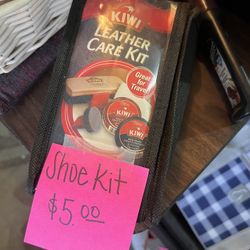 KIWI
LEATHER
CARE KIT
Great
for
Travel!
KIWI
Shoe Kit
$5.00